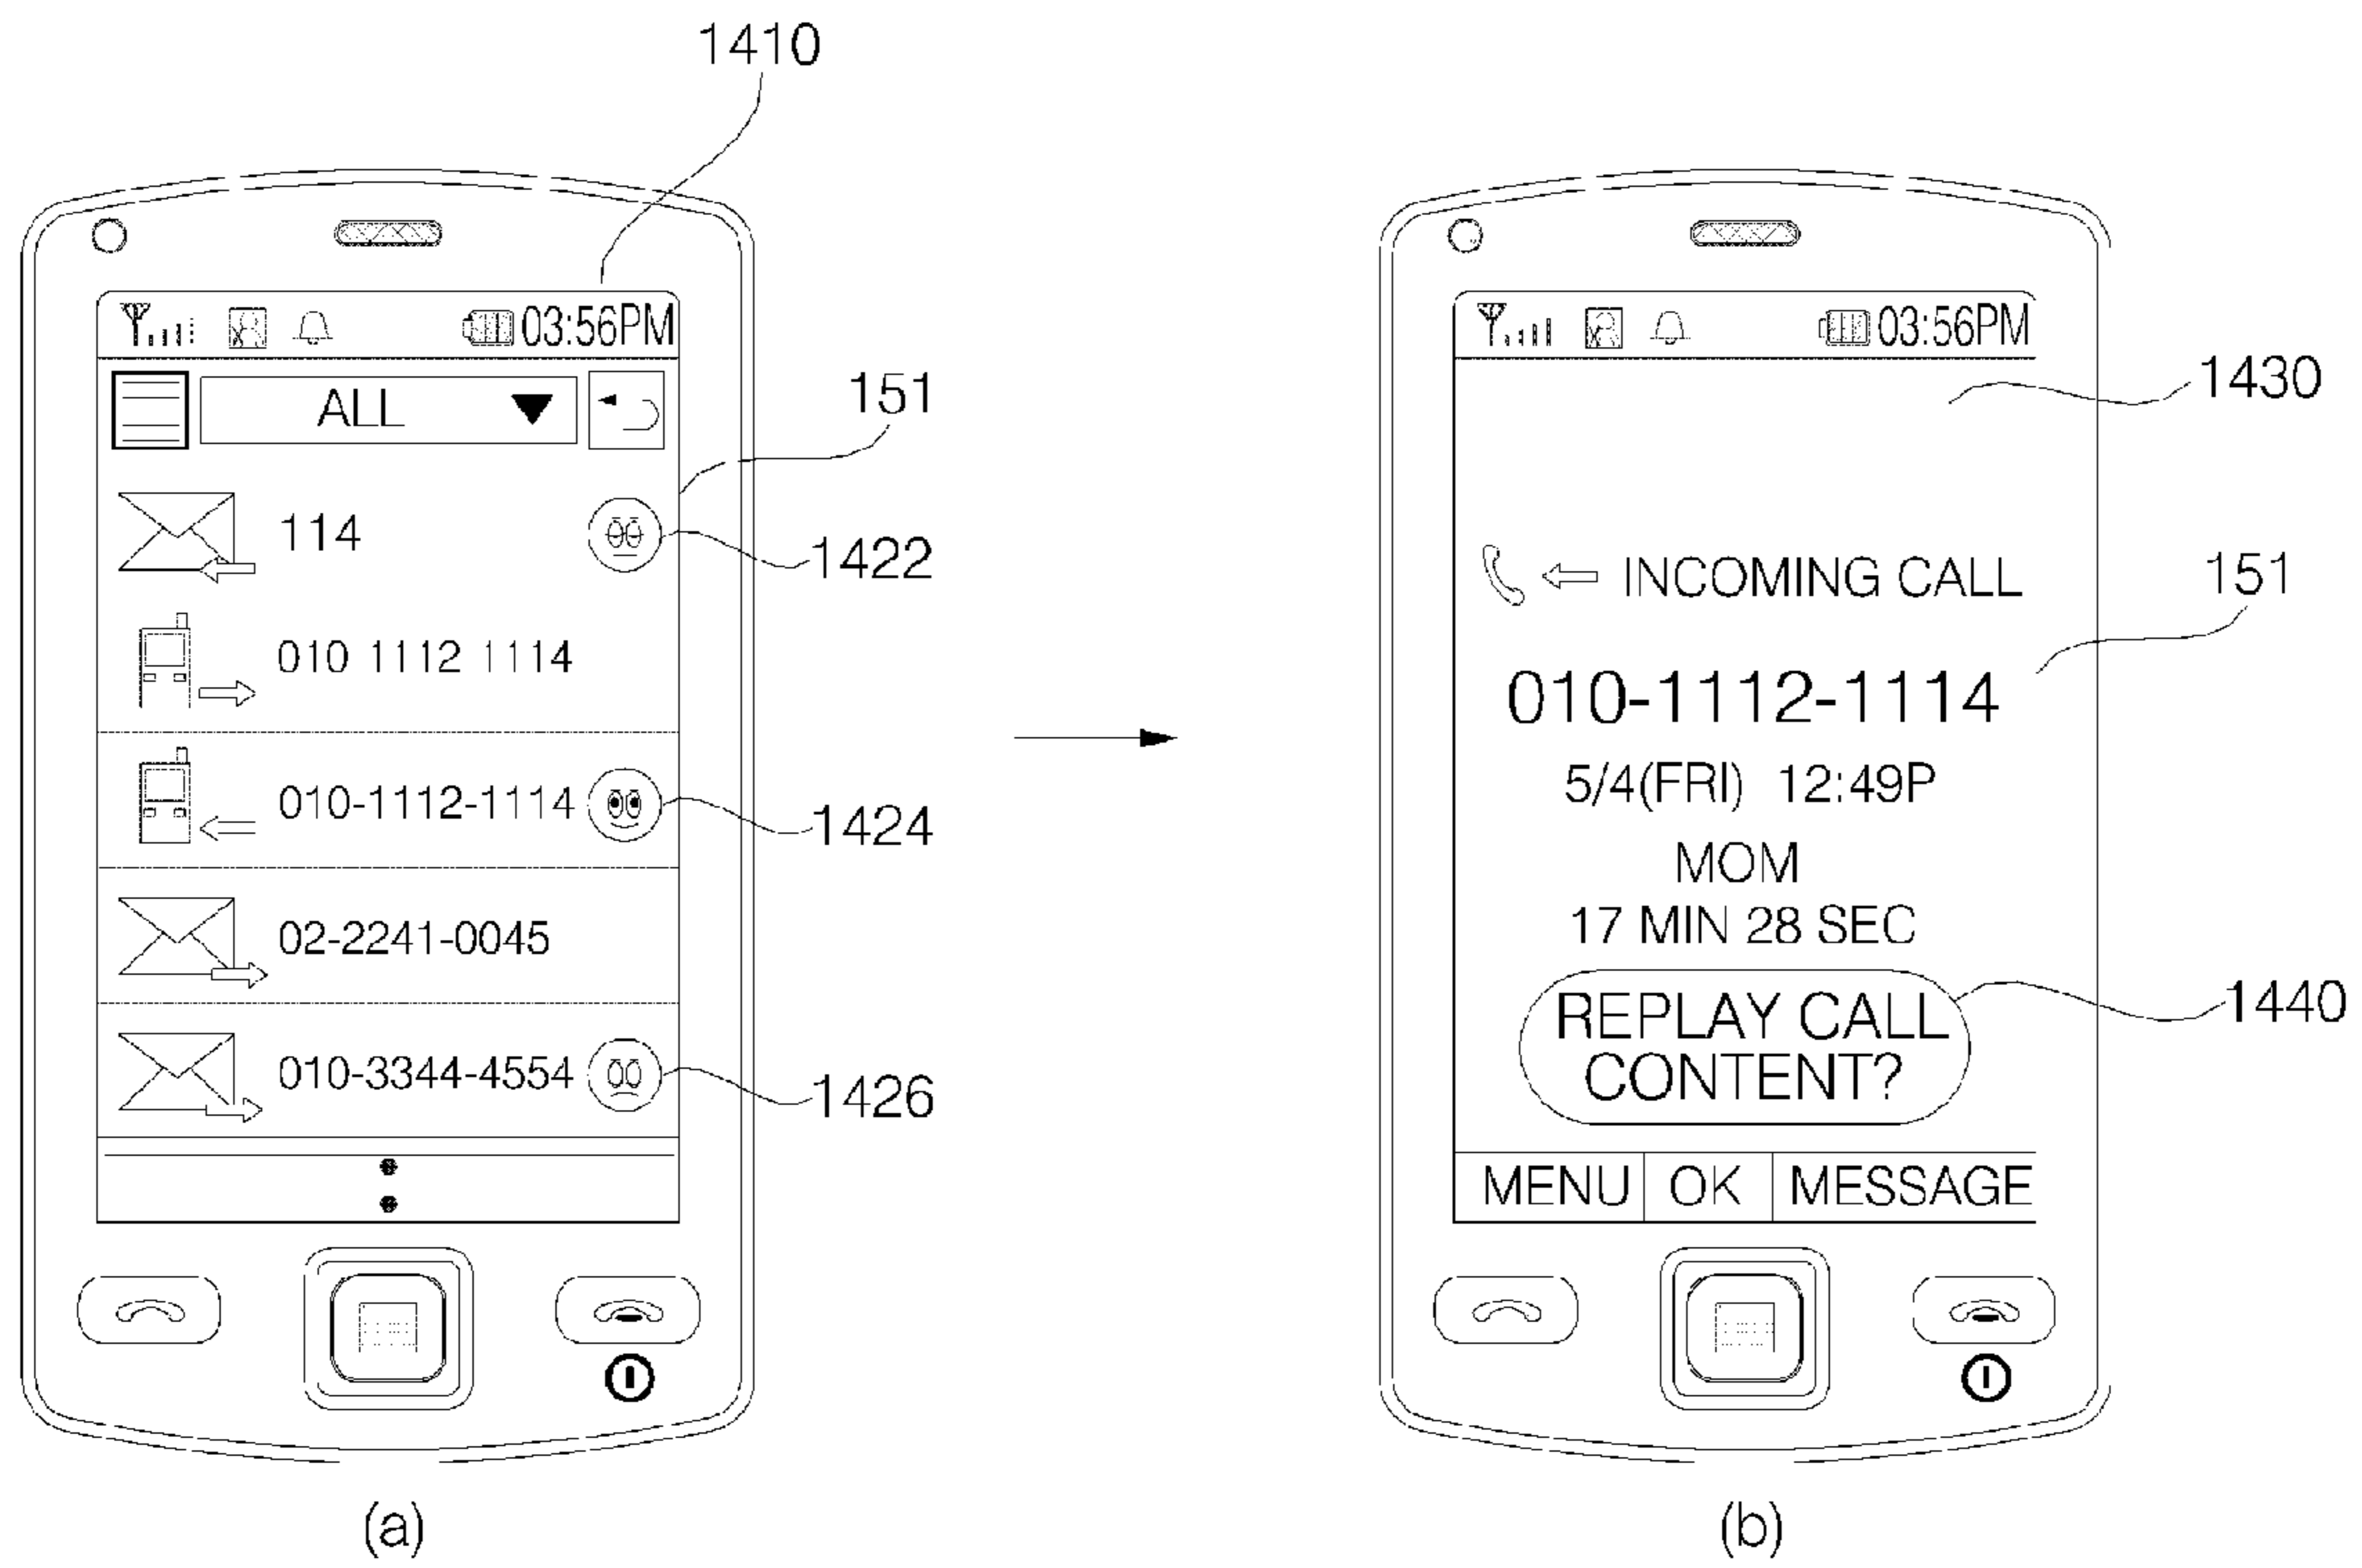 1410
03:56PM
ALL
151
114
1422
010 1112 1114
010-1112-1114
1424
02-2241-0045
010-3344-4554
1426
(a)
03:56PM
1430
INCOMING CALL
151
010-1112-1114
5/4(FRI) 12:49P
MOM
17 MIN 28 SEC
REPLAY CALL
CONTENT?
1440
MENU OK MESSAGE
(b)